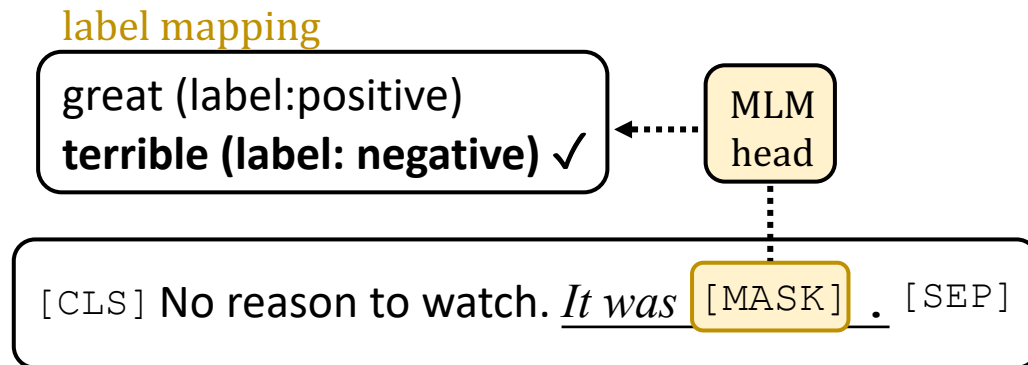 label mapping
great (label:positive)
terrible (label: negative) ✓
MLM
head
[CLS] No reason to watch. It was [MASK] . [SEP]